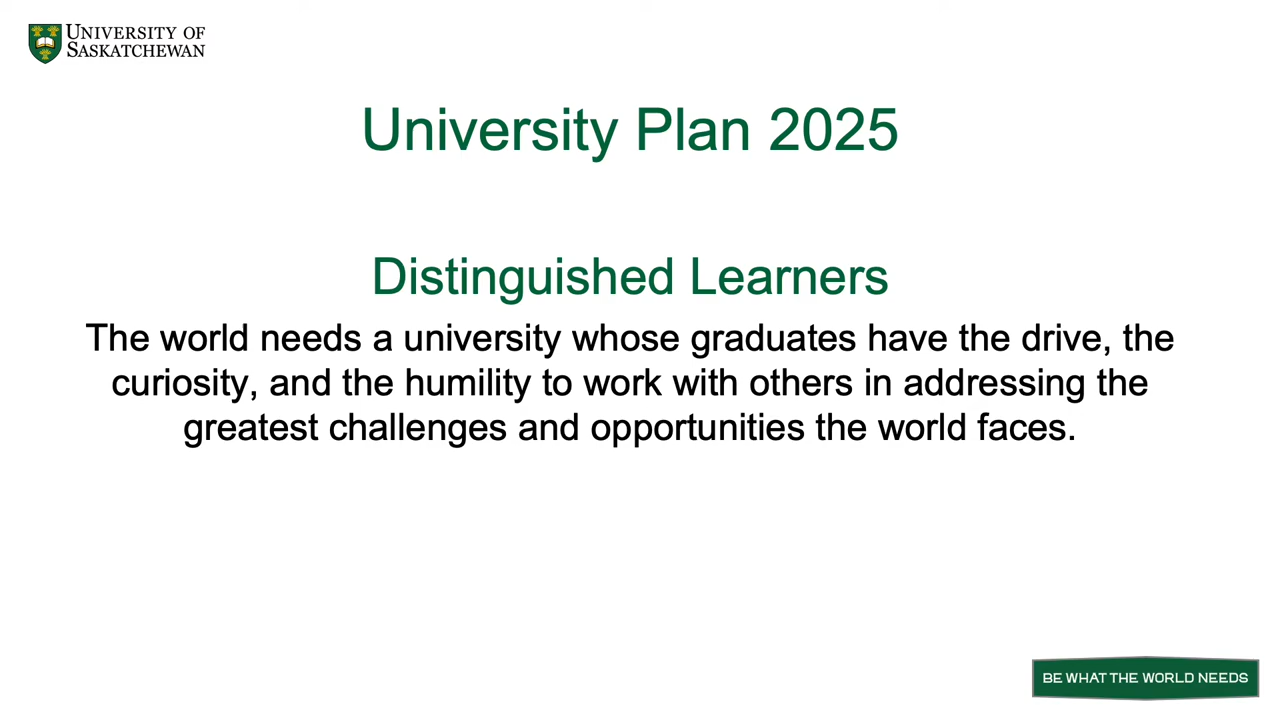 UNIVERSITY OF
SASKATCHEWAN
University Plan 2025
Distinguished Learners
The world needs a university whose graduates have the drive, the
curiosity, and the humility to work with others in addressing the
greatest challenges and opportunities the world faces.
BE WHAT THE WORLD NEEDS